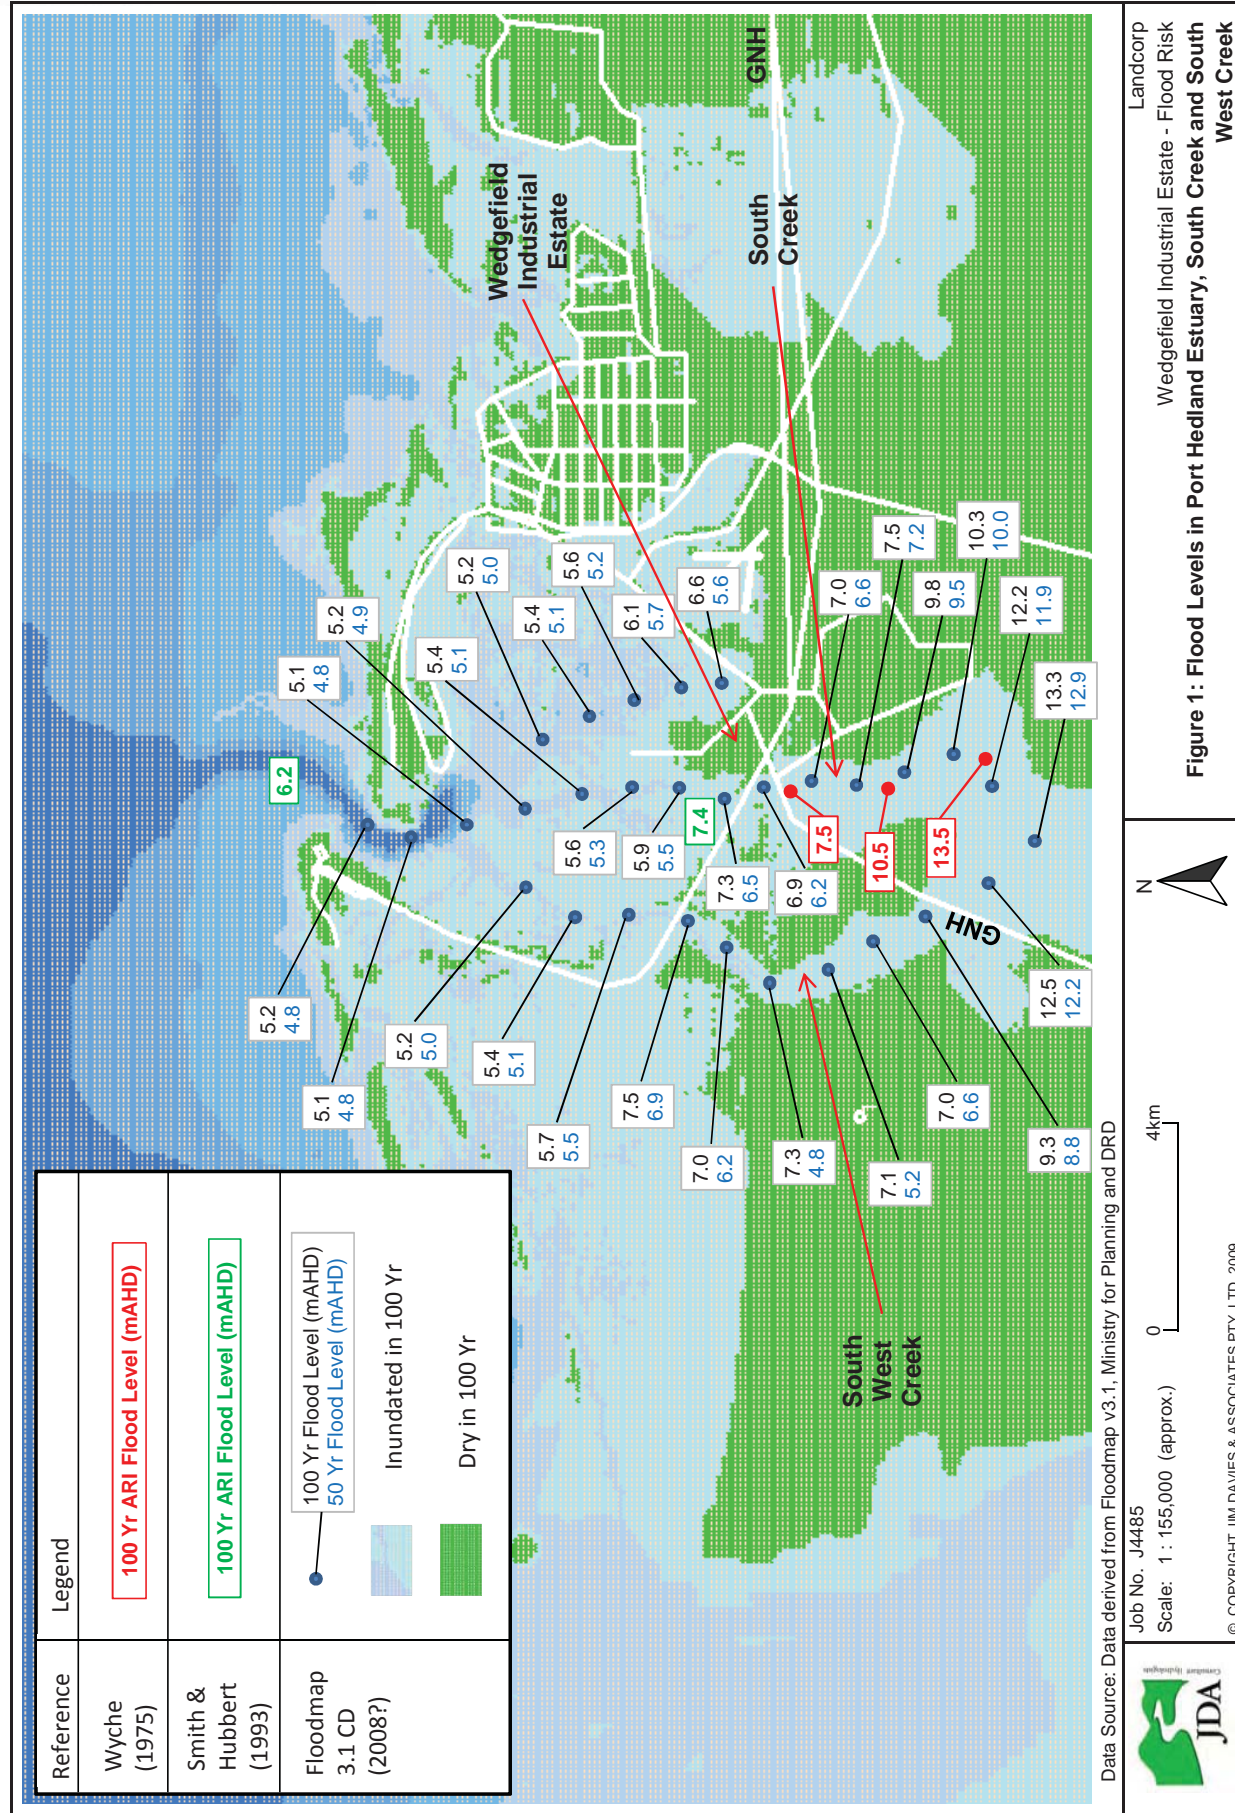 Reference
Legend
Wyche
(1975)
100 Yr ARI Flood Level (mAHD)
Smith &
Hubbert
(1993)
100 Yr ARI Flood Level (mAHD)
Floodmap
3.1 CD
(2008?)
100 Yr Flood Level (mAHD)
50 Yr Flood Level (mAHD)
Inundated in 100 Yr
Dry in 100 Yr
5.2
4.8
5.1
4.8
5.2
5.0
5.4
5.1
5.7
5.5
7.5
6.9
7.0
6.2
7.3
4.8
7.1
5.2
7.0
6.6
9.3
8.8
12.5
12.2
6.2
5.1
4.8
5.2
4.9
5.4
5.1
5.2
5.0
5.4
5.1
5.6
5.2
6.1
5.7
6.6
5.6
5.6
5.3
5.9
5.5
7.4
7.3
6.5
6.9
6.2
7.5
10.5
13.5
7.0
6.6
7.5
7.2
9.8
9.5
10.3
10.0
12.2
11.9
13.3
12.9
Wedgefield
Industrial
Estate
South
Creek
South
West
Creek
GNH
GNH
Data Source: Data derived from Floodmap v3.1, Ministry for Planning and DRD
JDA
Consultant Hydrologists
Job No. J4485
Scale: 1 : 155,000 (approx.)
0
4km
© COPYRIGHT JIM DAVIES & ASSOCIATES PTY. LTD. 2009
N
Landcorp
Wedgefield Industrial Estate - Flood Risk
Figure 1: Flood Levels in Port Hedland Estuary, South Creek and South
West Creek